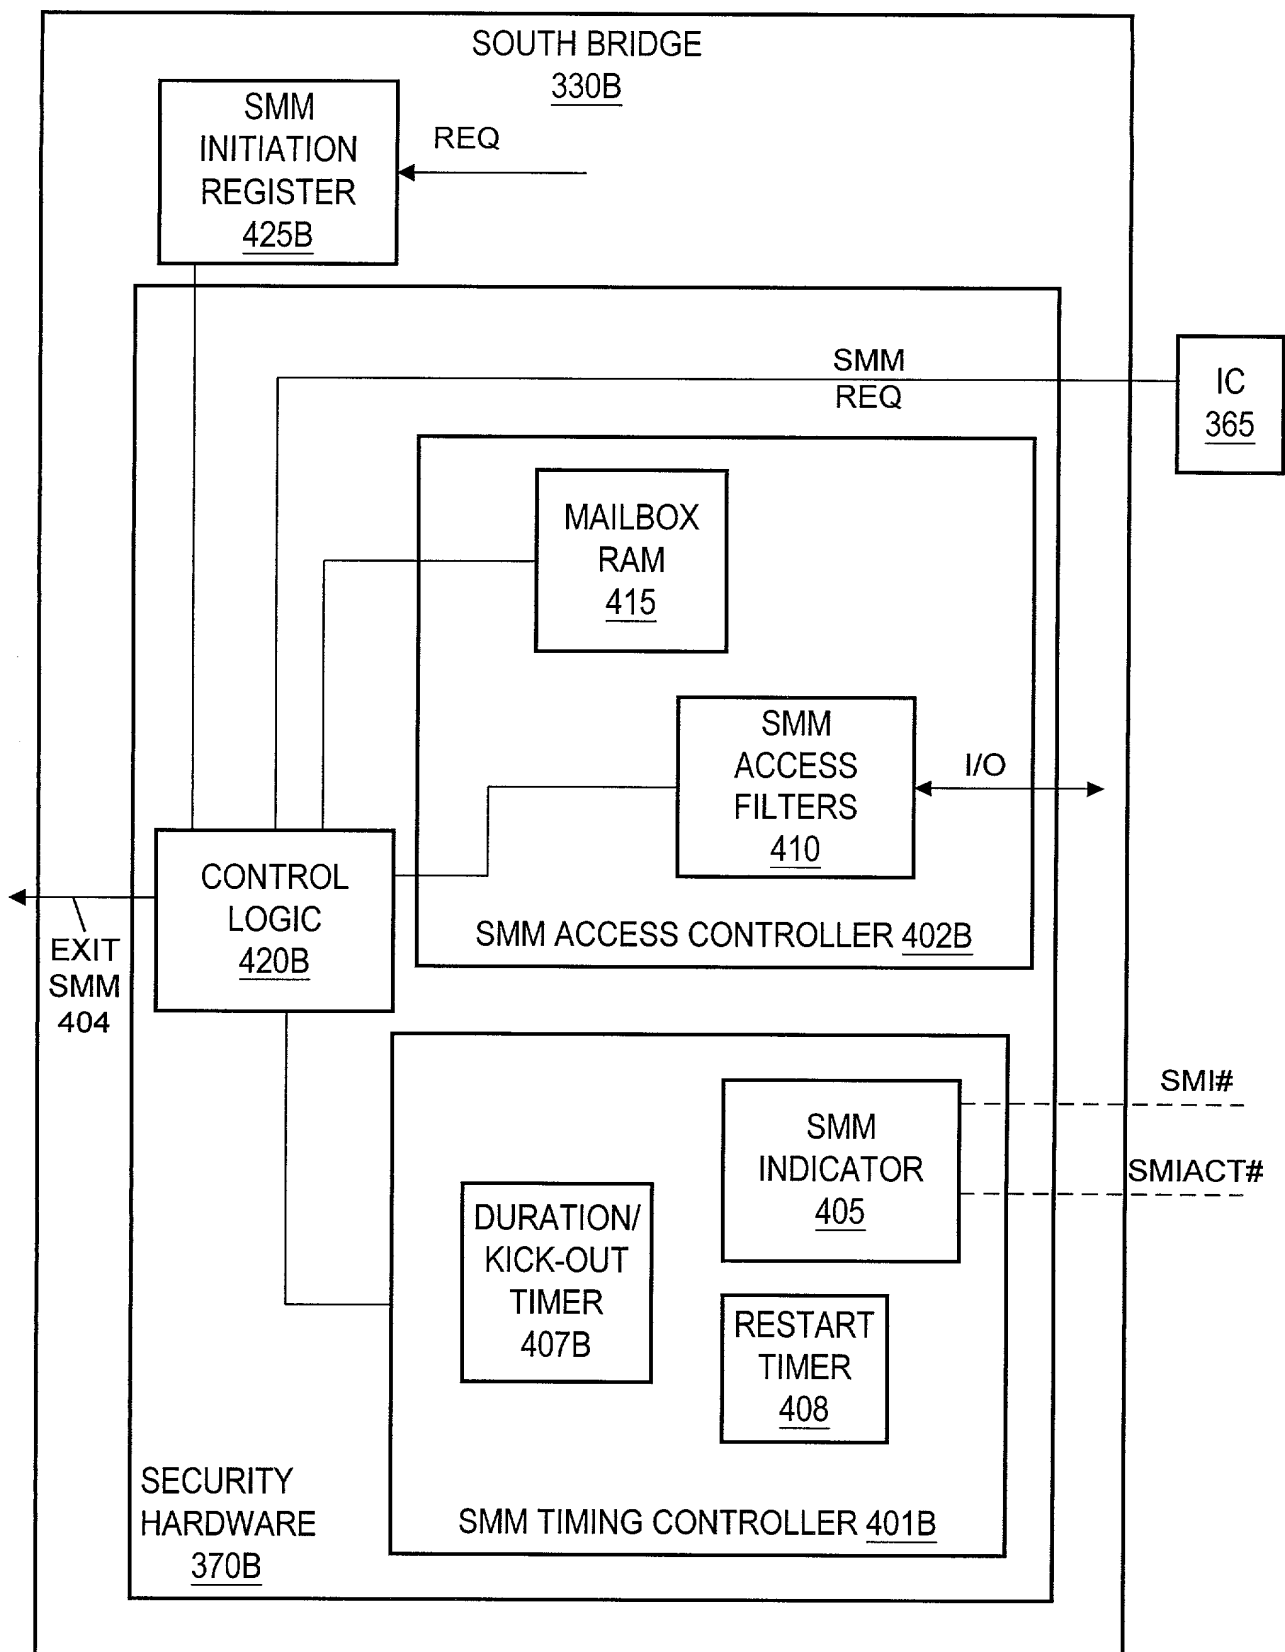 SOUTH BRIDGE
330B
SMM
INITIATION
REGISTER
425B
REQ
SMM
REQ
IC
365
MAILBOX
RAM
415
SMM
ACCESS
FILTERS
410
I/O
CONTROL
LOGIC
420B
SMM ACCESS CONTROLLER 402B
EXIT
SMM
404
SMI#
SMM
INDICATOR
405
SMIACT#
DURATION/
KICK-OUT
TIMER
407B
RESTART
TIMER
408
SMM TIMING CONTROLLER 401B
SECURITY
HARDWARE
370B